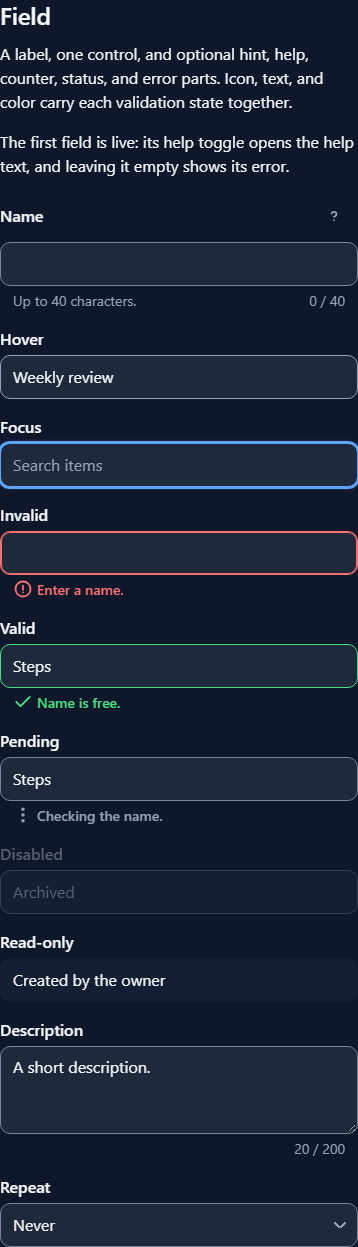 Field
A label, one control, and optional hint, help,
counter, status, and error parts. Icon, text, and
color carry each validation state together.
The first field is live: its help toggle opens the help
text, and leaving it empty shows its error.
Name ?
Up to 40 characters. 0 / 40
Hover
Weekly review
Focus
Search items
Invalid
Enter a name.
Valid
Steps
Name is free.
Pending
Steps
Checking the name.
Disabled
Archived
Read-only
Created by the owner
Description
A short description.
20 / 200
Repeat
Never